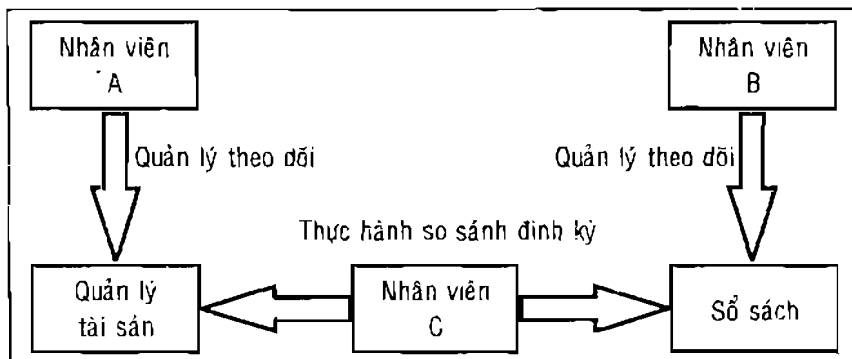 Nhân viên
A
Nhân viên
B
Quản lý theo dõi
Quản lý theo dõi
Thực hành so sánh định kỳ
Quản lý
tài sản
Nhân viên
C
Sổ sách